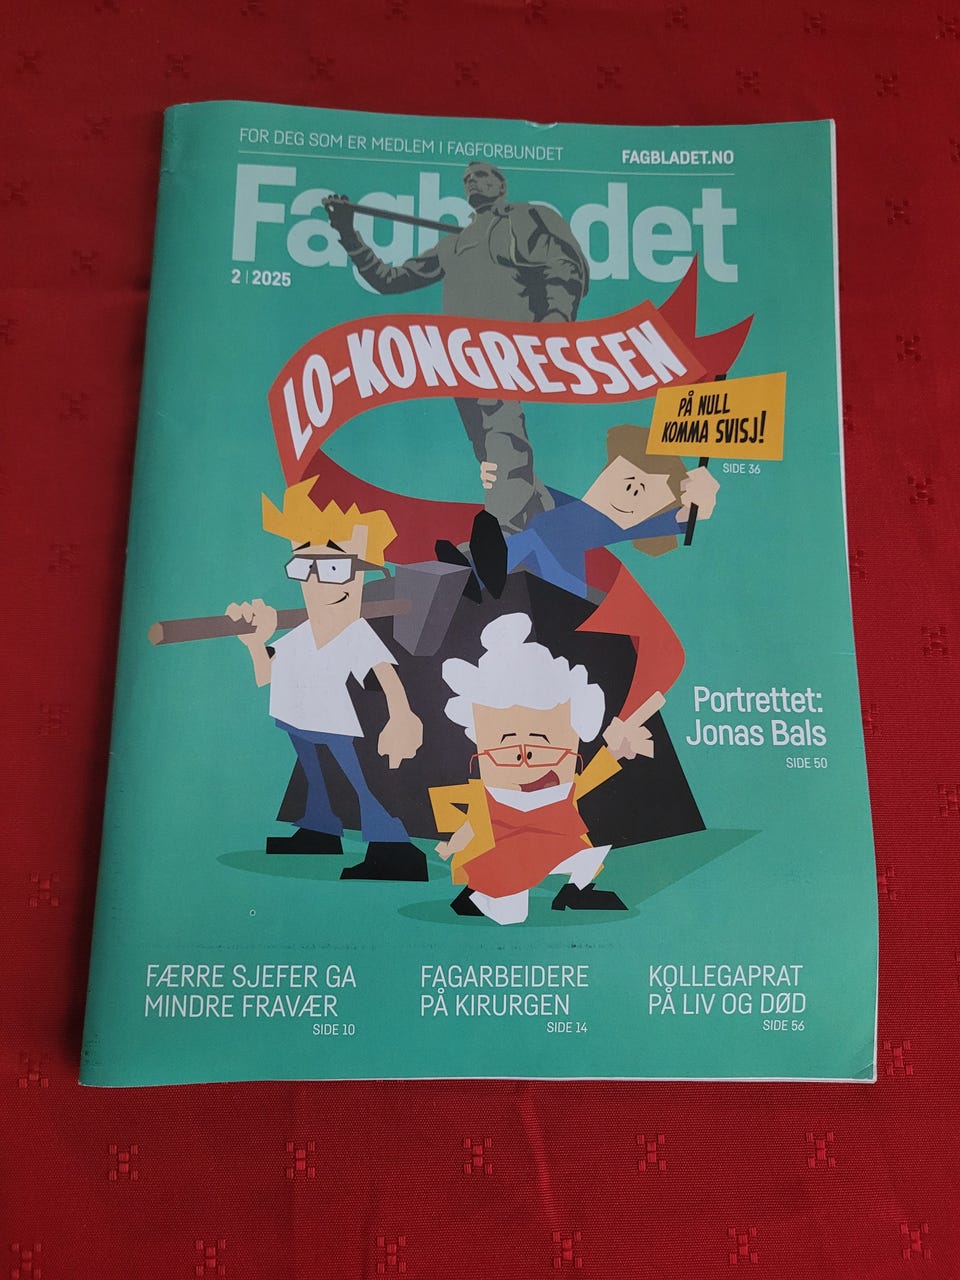 FOR DEG SOM ER MEDLEM I FAGFORBUNDET
FAGBLADET.NO
Fagbladet
2 | 2025
LO-KONGRESSEN
PÅ NULL
KOMMA SVISJ!
SIDE 36
Portrettet:
Jonas Bals
SIDE 50
FÆRRE SJEFER GA
MINDRE FRAVÆR
SIDE 10
FAGARBEIDERE
PÅ KIRURGEN
SIDE 14
KOLLEGAPRAT
PÅ LIV OG DØD
SIDE 56